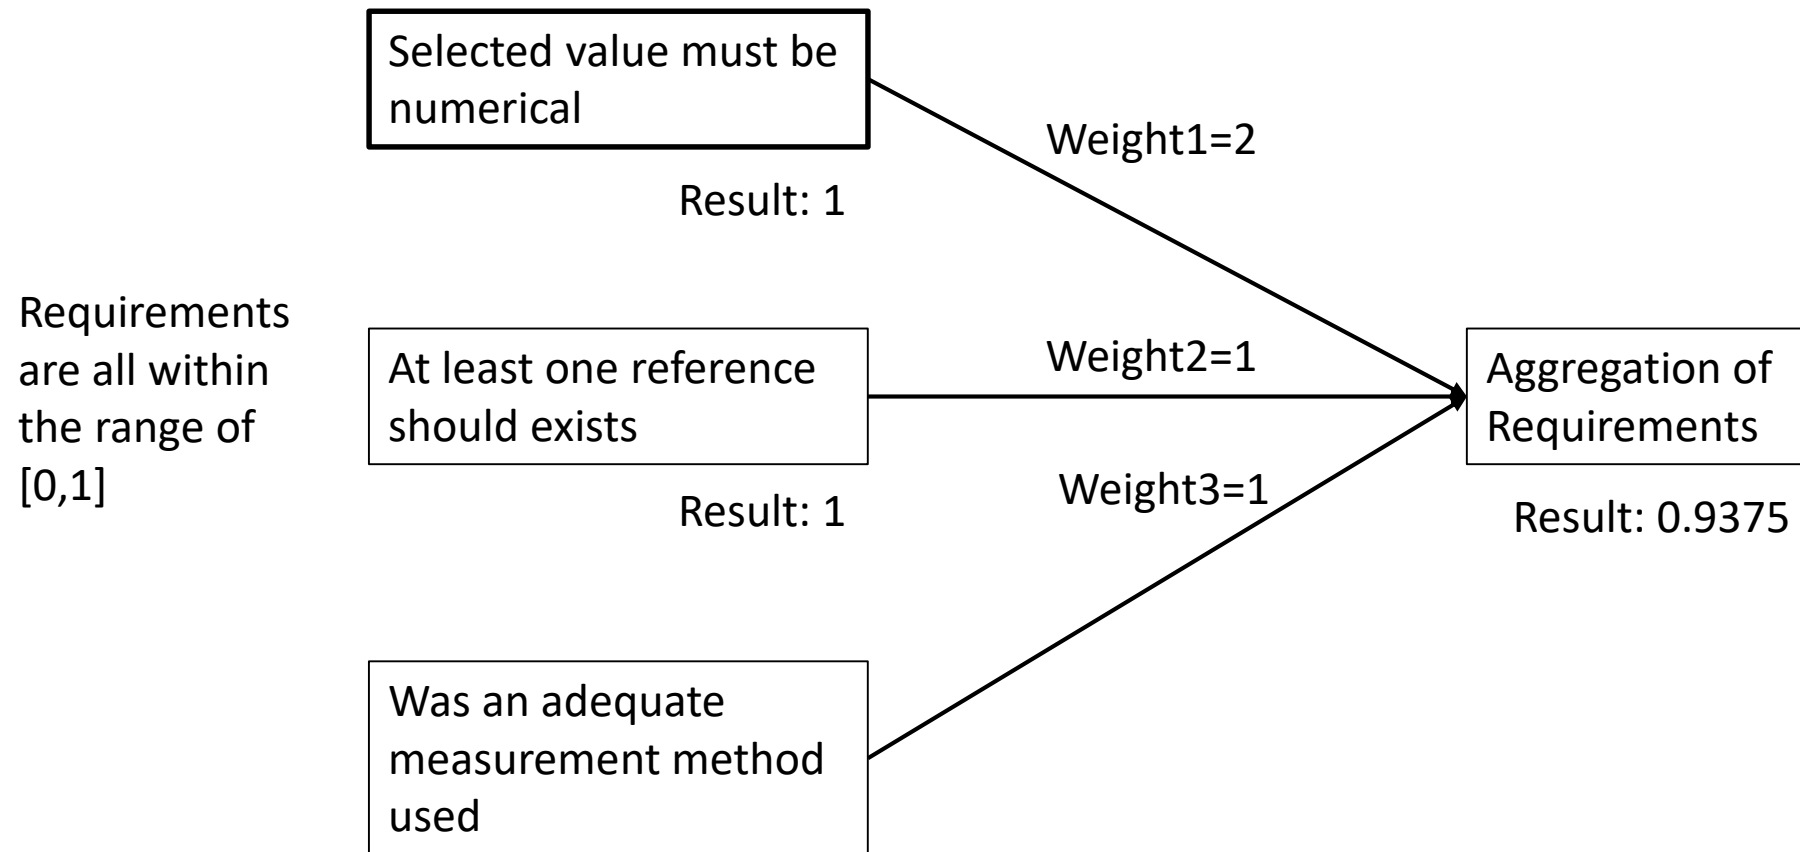 Selected value must be
numerical
Weight1=2
Result: 1
Requirements
are all within
the range of
[0,1]
At least one reference
should exists
Weight2=1
Aggregation of
Requirements
Weight3=1
Result: 1
Result: 0.9375
Was an adequate
measurement method
used